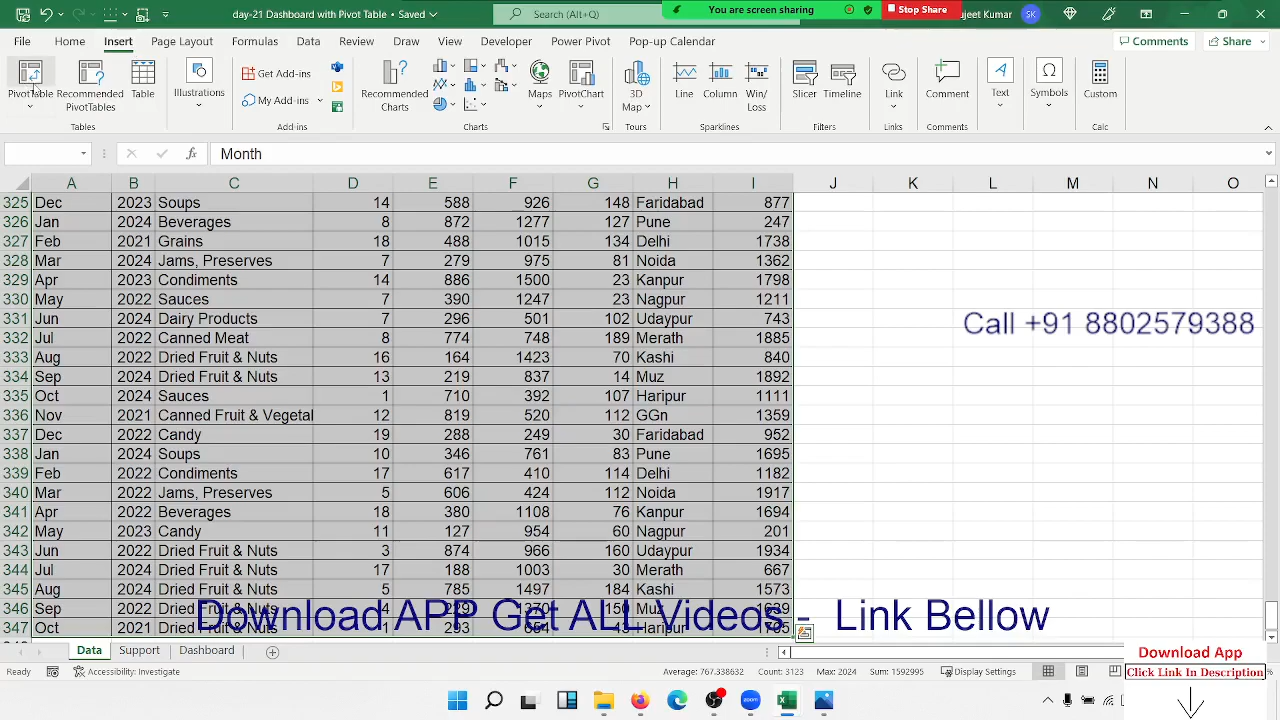 day-21 Dashboard PivotTable • Saved
Search (Alt+Q)
You are screen sharing
Stop Share
jeet Kumar
SK
File Home Insert Page Layout Formulas Data Review Draw View Developer Power Pivot Pop-up Calendar
Comments Share
PivotTable Recommended PivotTables Table Illustrations Get Add-ins My Add-ins Recommended Charts Maps PivotChart 3D Map Line Column Win/Loss Slicer Timeline Link Comment Text Symbols Custom
Tables Add-ins Charts Tours Sparklines Filters Links Comments Calc
fx Month
A B C D E F G H I J K L M N O
325 Dec 2023 Soups 14 588 926 148 Faridabad 877
326 Jan 2024 Beverages 8 872 1277 127 Pune 247
327 Feb 2021 Grains 18 488 1015 134 Delhi 1738
328 Mar 2024 Jams, Preserves 7 279 975 81 Noida 1362
329 Apr 2023 Condiments 14 886 1500 23 Kanpur 1798
330 May 2022 Sauces 7 390 1247 23 Nagpur 1211
331 Jun 2024 Dairy Products 7 296 501 102 Udaypur 743
Call +91 8802579388
332 Jul 2022 Canned Meat 8 774 748 189 Merath 1885
333 Aug 2022 Dried Fruit & Nuts 16 164 1423 70 Kashi 840
334 Sep 2024 Dried Fruit & Nuts 13 219 837 14 Muz 1892
335 Oct 2024 Sauces 1 710 392 107 Haripur 1111
336 Nov 2021 Canned Fruit & Vegetal 12 819 520 112 GGn 1359
337 Dec 2022 Candy 19 288 249 30 Faridabad 952
338 Jan 2024 Soups 10 346 761 83 Pune 1695
339 Feb 2022 Condiments 17 617 410 114 Delhi 1182
340 Mar 2022 Jams, Preserves 5 606 424 112 Noida 1917
341 Apr 2022 Beverages 18 380 1108 76 Kanpur 1694
342 May 2023 Candy 11 127 954 60 Nagpur 201
343 Jun 2022 Dried Fruit & Nuts 3 874 966 160 Udaypur 1934
344 Jul 2024 Dried Fruit & Nuts 17 188 1003 30 Merath 667
345 Aug 2024 Dried Fruit & Nuts 5 785 1497 184 Kashi 1573
346 Sep 2022
Download APP Get ALL Videos - Link Bellow
347 Oct 2024 Dried Fruit & Nuts 1 293 Haripur
Data Support Dashboard
Download App
Accessibility: Investigate
Average: 767.338632 Count: 3123 Max: 2024 Sum: 1592995 Display Settings
Click Link In Description
zoom